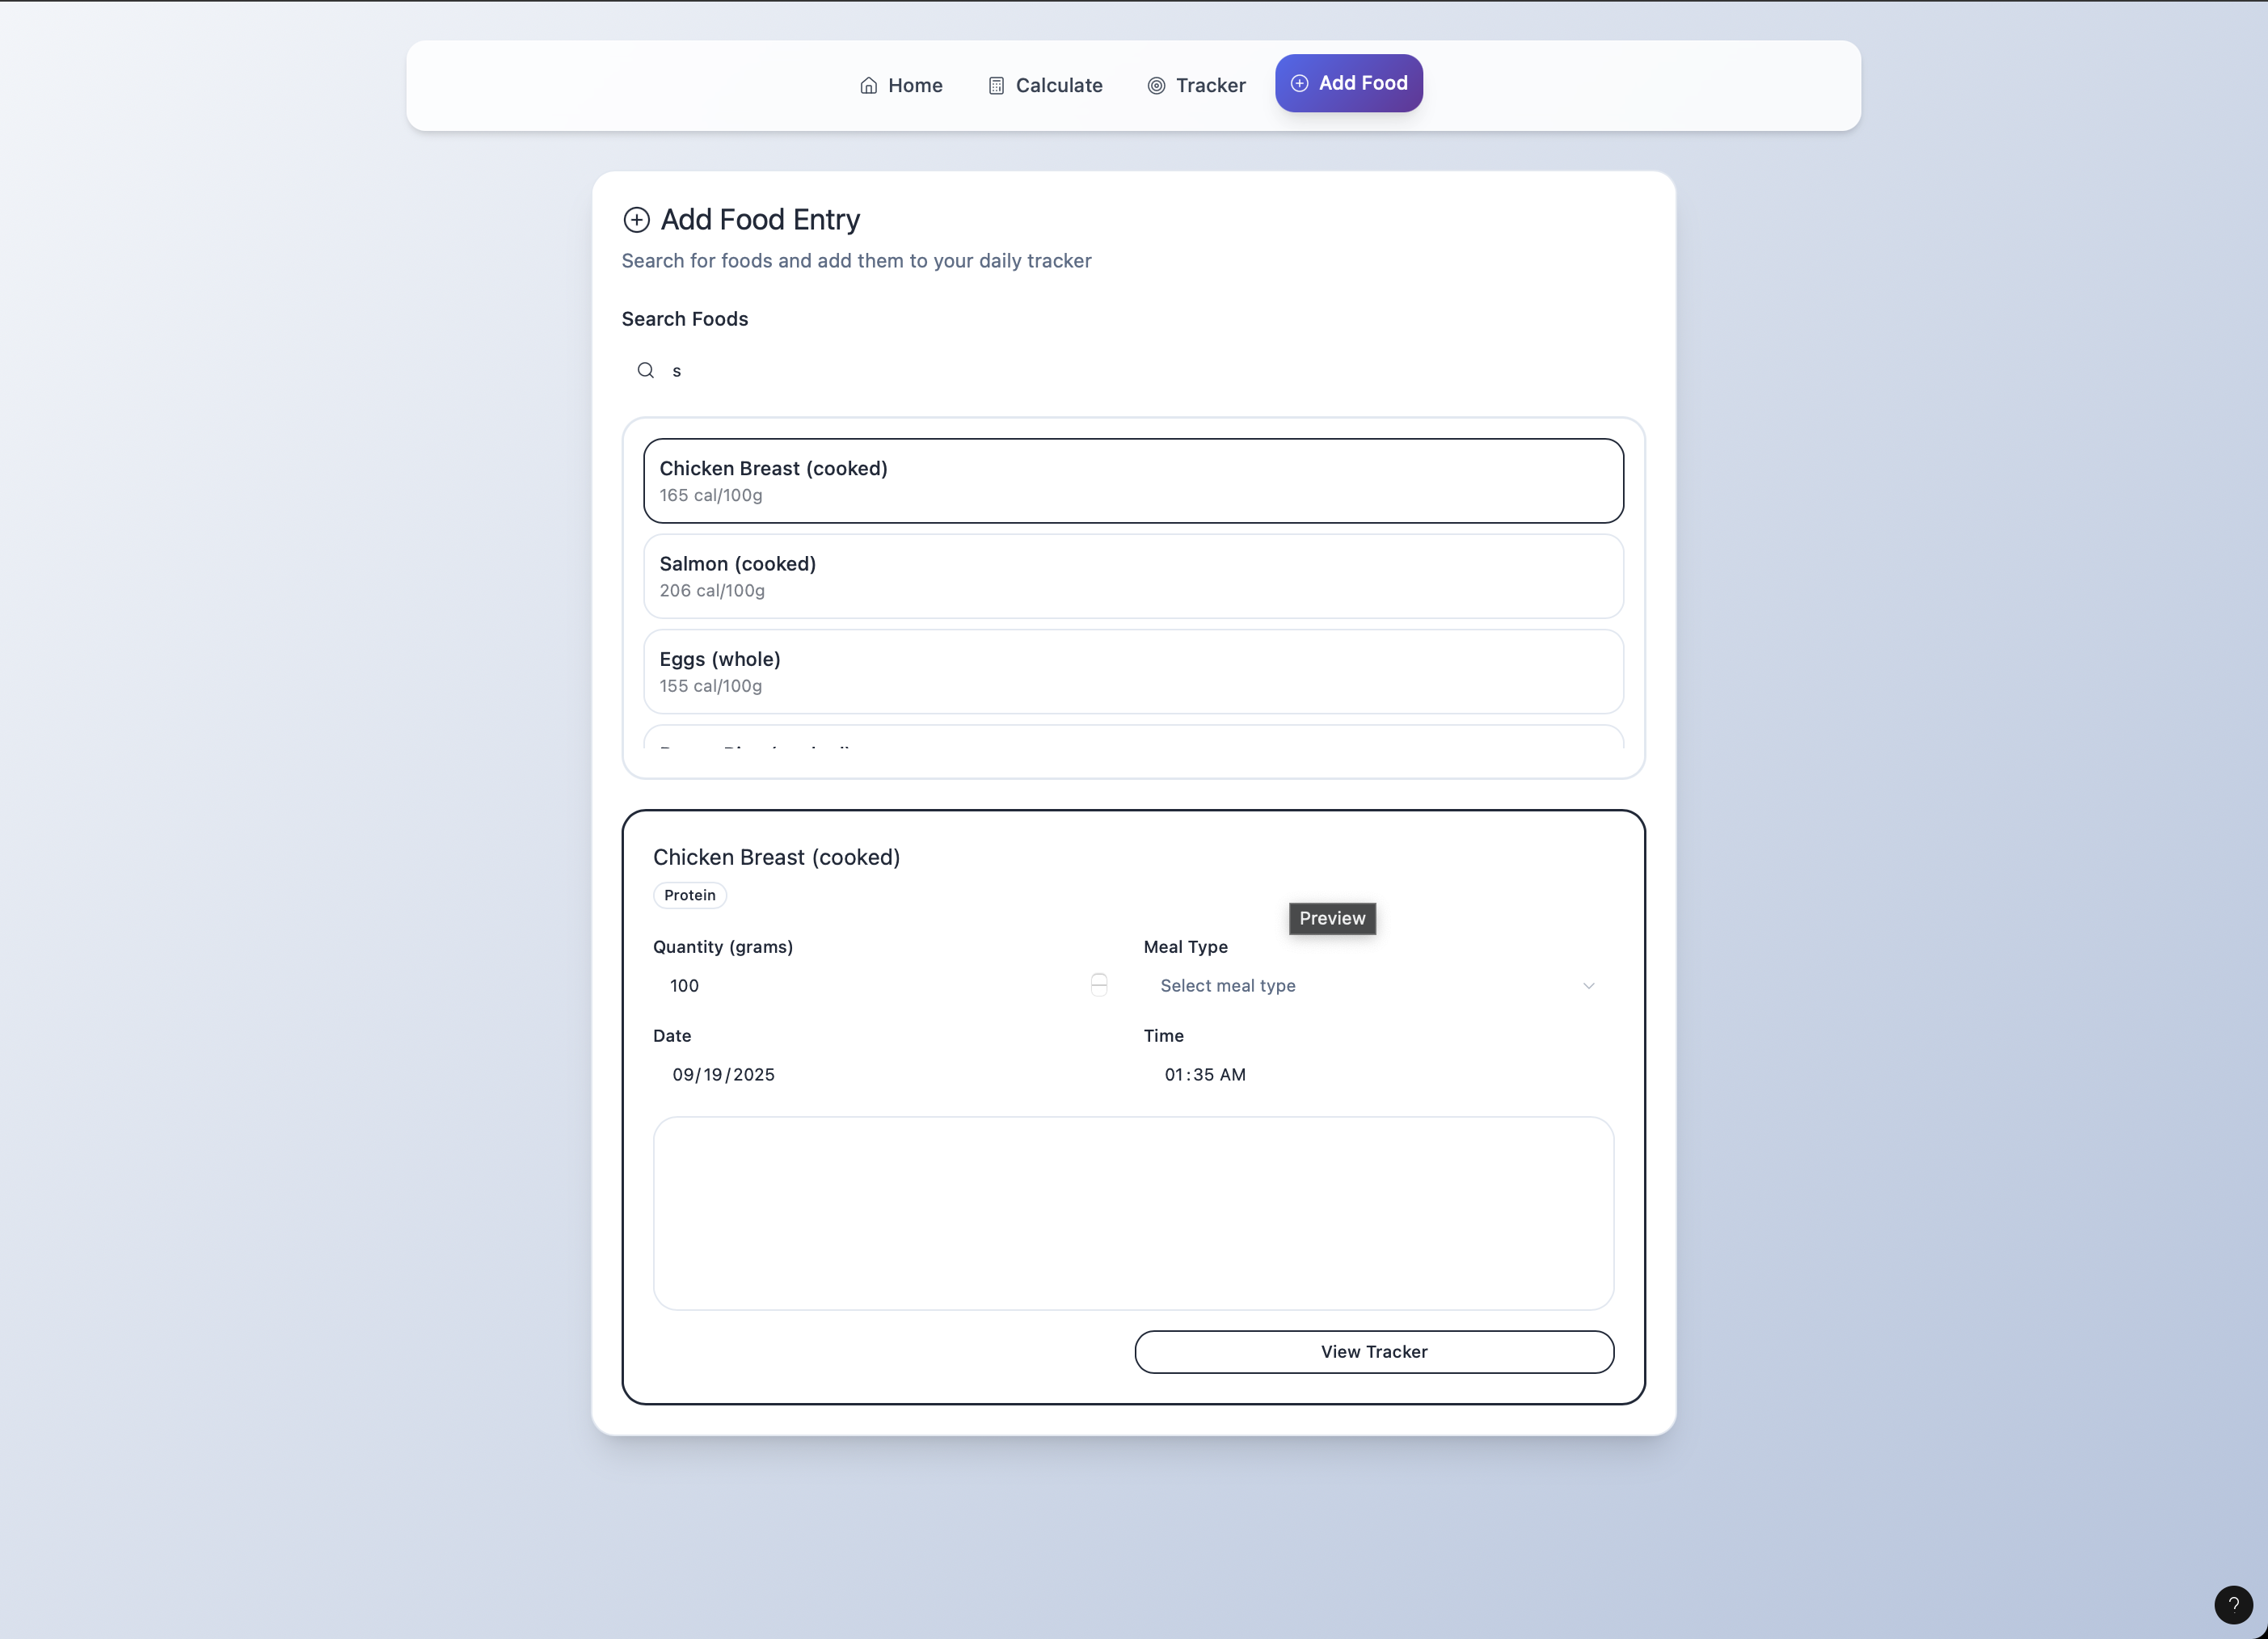 Home
Calculate
Tracker
Add Food
Add Food Entry
Search for foods and add them to your daily tracker
Search Foods
s
Chicken Breast (cooked)
165 cal/100g
Salmon (cooked)
206 cal/100g
Eggs (whole)
155 cal/100g
Chicken Breast (cooked)
Protein
Preview
Quantity (grams)
Meal Type
100
Select meal type
Date
Time
09/19/2025
01:35 AM
View Tracker
?